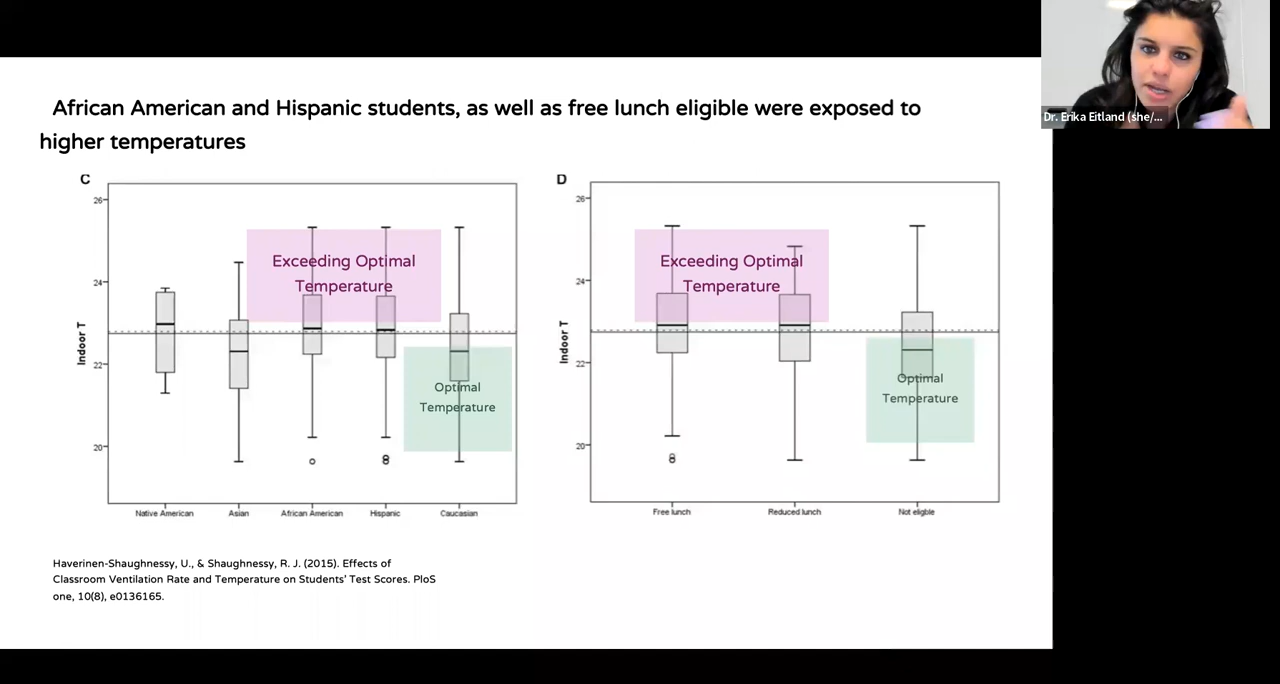 African American and Hispanic students, as well as free lunch eligible were exposed to
higher temperatures
Dr. Erika Eitland (she/...
C
26
24
22
20
Indoor T
Exceeding Optimal
Temperature
Optimal
Temperature
Native American
Asian
African American
Hispanic
Caucasian
D
26
24
22
20
Indoor T
Exceeding Optimal
Temperature
Optimal
Temperature
Free lunch
Reduced lunch
Not eligble
Haverinen-Shaughnessy, U., & Shaughnessy, R. J. (2015). Effects of
Classroom Ventilation Rate and Temperature on Students' Test Scores. PloS
one, 10(8), e0136165.